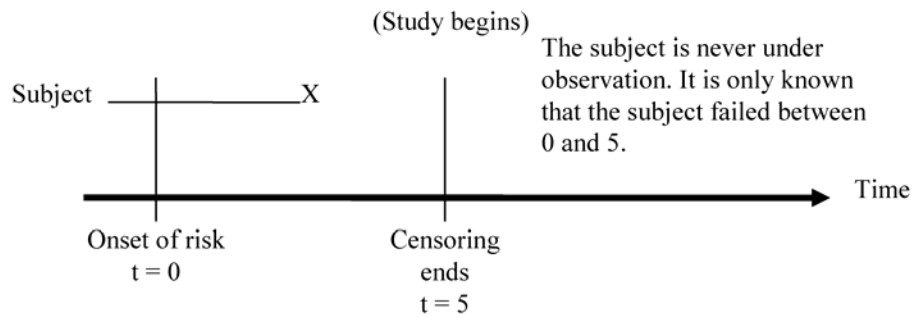 (Study begins)
The subject is never under
observation. It is only known
that the subject failed between
0 and 5.
Subject
X
Time
Onset of risk
t = 0
Censoring
ends
t = 5